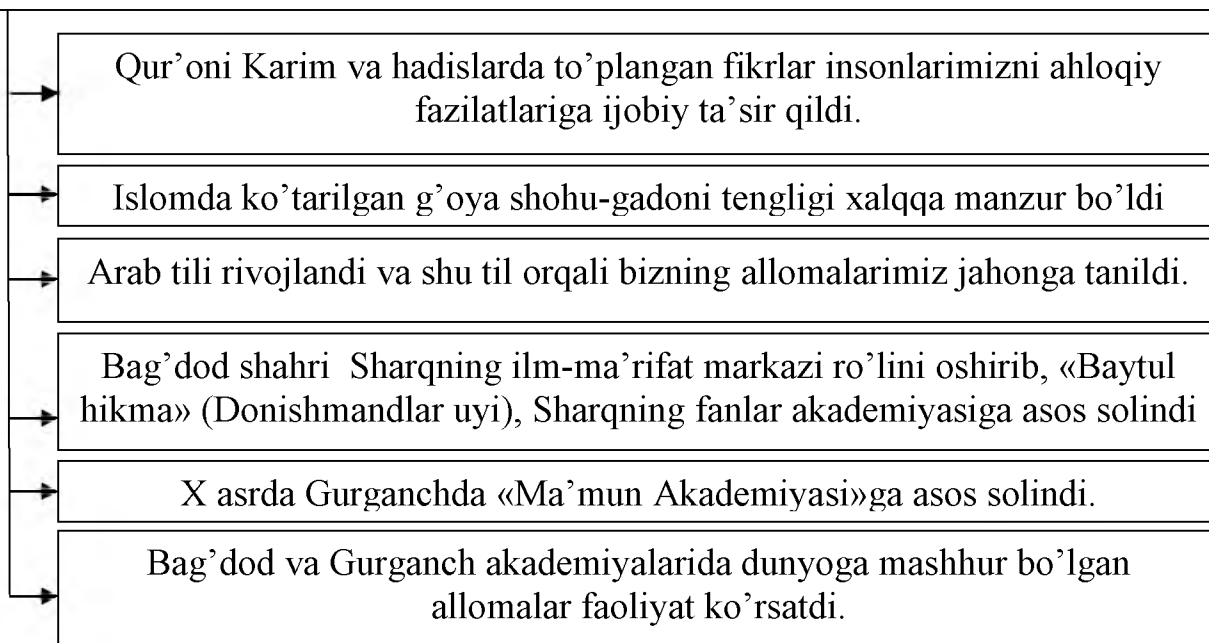 Qur’oni Karim va hadislarda to’plangan fikrlar insonlarimizni ahloqiy
fazilatlariga ijobiy ta’sir qildi.
Islomda ko’tarilgan g’oya shohu-gadoni tengligi xalqqa manzur bo’ldi
Arab tili rivojlandi va shu til orqali bizning allomalarimiz jahonga tanildi.
Bag’dod shahri Sharqning ilm-ma’rifat markazi ro’lini oshirib, «Baytul
hikma» (Donishmandlar uyi), Sharqning fanlar akademiyasiga asos solindi
X asrda Gurganchda «Ma’mun Akademiyasi»ga asos solindi.
Bag’dod va Gurganch akademiyalarida dunyoga mashhur bo’lgan
allomalar faoliyat ko’rsatdi.